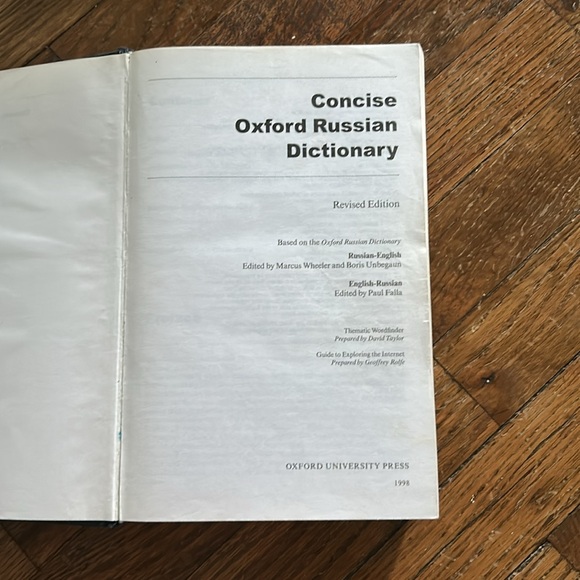 Concise
Oxford Russian
Dictionary
Revised Edition
Based on the Oxford Russian Dictionary
Russian-English
Edited by Marcus Wheeler and Boris Unbegaun
English-Russian
Edited by Paul Falla
Thematic Wordfinder
Prepared by David Taylor
Guide to Exploring the Internet
Prepared by Geoffrey Rolfe
OXFORD UNIVERSITY PRESS
1998